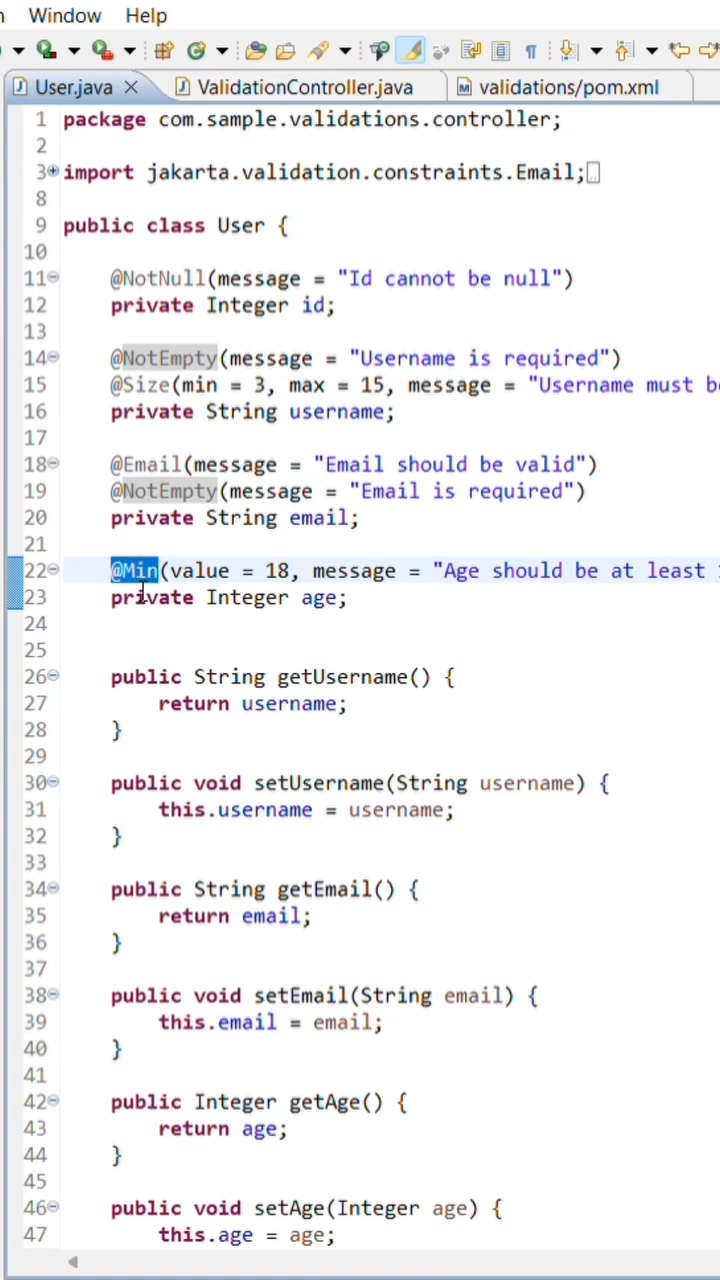 Window Help
User.java ValidationController.java validations/pom.xml
1 package com.sample.validations.controller;
2
3 import jakarta.validation.constraints.Email;
8
9 public class User {
10
11 @NotNull(message = "Id cannot be null")
12 private Integer id;
13
14 @NotEmpty(message = "Username is required")
15 @Size(min = 3, max = 15, message = "Username must
16 private String username;
17
18 @Email(message = "Email should be valid")
19 @NotEmpty(message = "Email is required")
20 private String email;
21
22 @Min(value = 18, message = "Age should be at least
23 private Integer age;
24
25
26 public String getUsername() {
27 return username;
28 }
29
30 public void setUsername(String username) {
31 this.username = username;
32 }
33
34 public String getEmail() {
35 return email;
36 }
37
38 public void setEmail(String email) {
39 this.email = email;
40 }
41
42 public Integer getAge() {
43 return age;
44 }
45
46 public void setAge(Integer age) {
47 this.age = age;